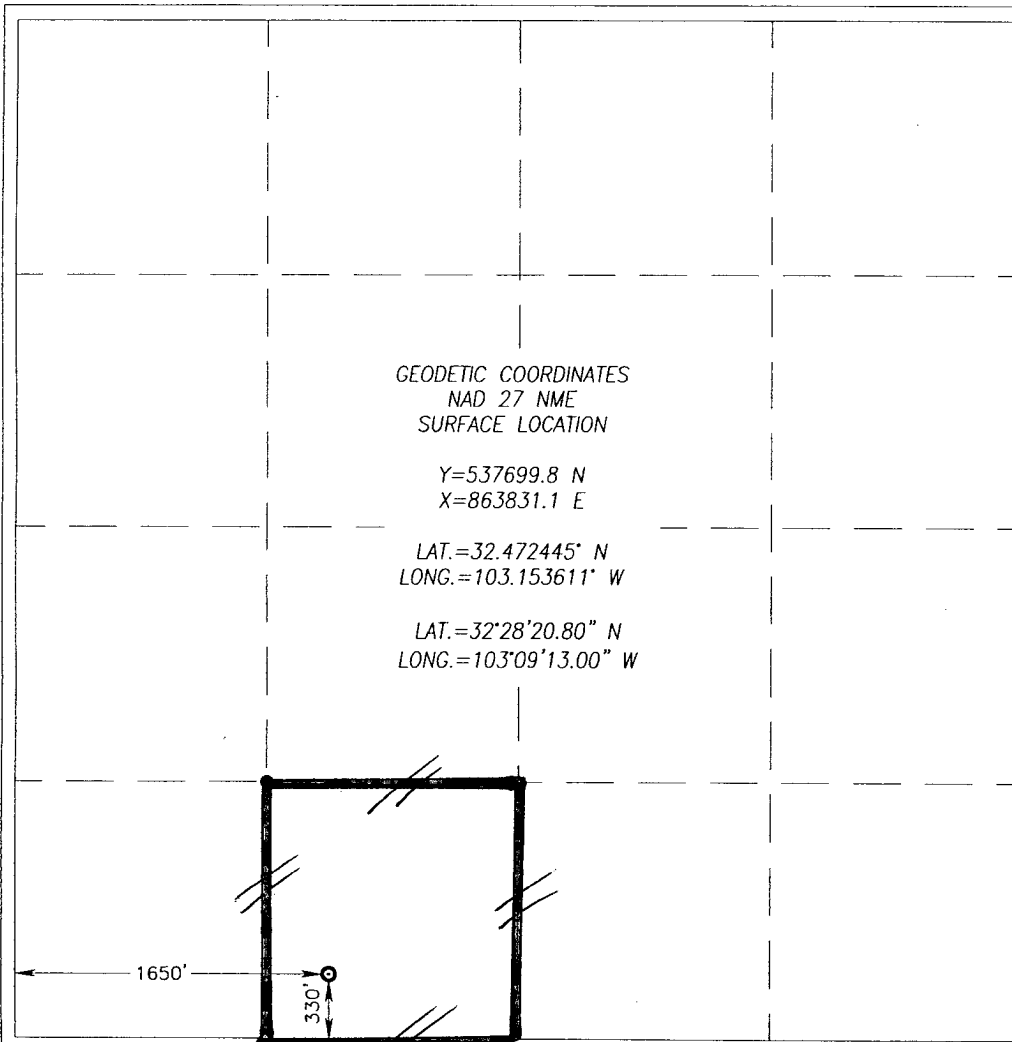 GEODETIC COORDINATES
NAD 27 NME
SURFACE LOCATION
Y=537699.8 N
X=863831.1 E
LAT.=32.472445° N
LONG.=103.153611° W
LAT.=32°28'20.80" N
LONG.=103°09'13.00" W
1650'
330'